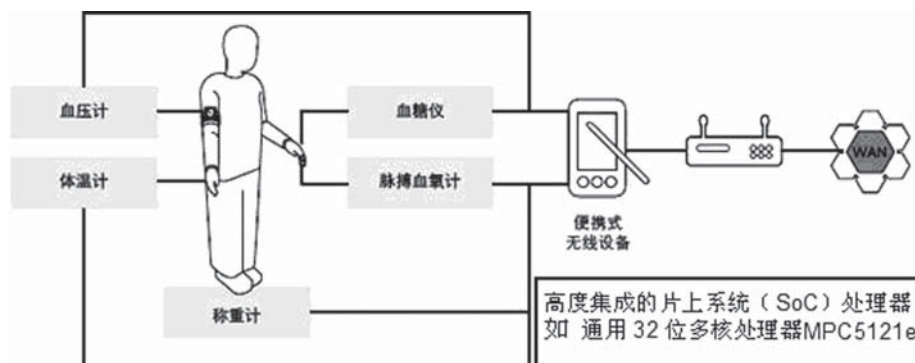 血压计
血糖仪
体温计
脉搏血氧计
称重计
便携式
无线设备
WAN
高度集成的片上系统（SoC）处理器
如 通用32位多核处理器MPC5121e